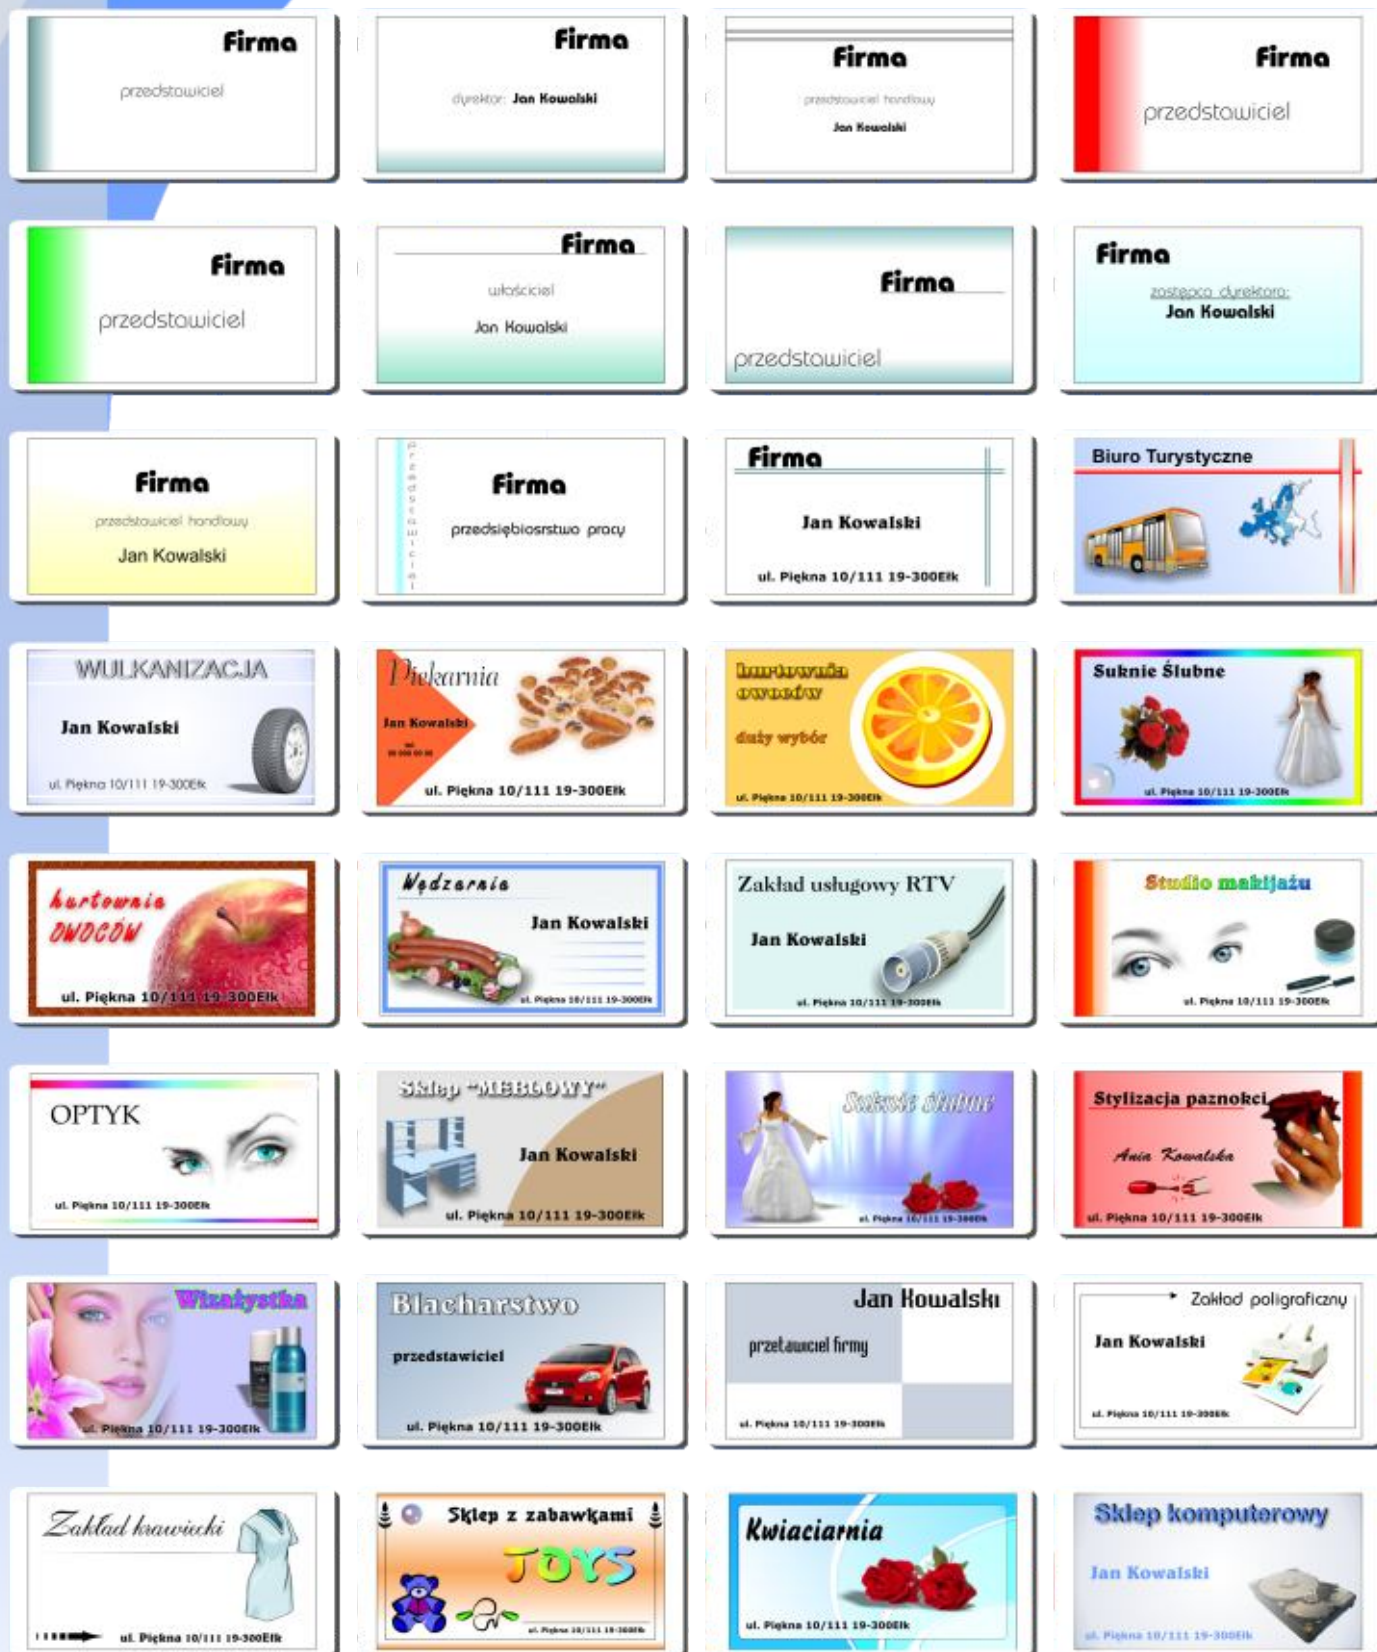 Firma
przedstawiciel
Firma
dyrektor: Jan Kowalski
Firma
przedstawiciel handlowy
Jan Kowalski
Firma
przedstawiciel
Firma
przedstawiciel
Firma
właściciel
Jan Kowalski
Firma
przedstawiciel
Firma
zastępca dyrektora:
Jan Kowalski
Firma
przedstawiciel handlowy
Jan Kowalski
przedstawiciel
Firma
przedsiębiosrstwo pracy
Firma
Jan Kowalski
ul. Piękna 10/111 19-300Ełk
Biuro Turystyczne
WULKANIZACJA
Jan Kowalski
ul. Piękna 10/111 19-300Ełk
Piekarnia
Jan Kowalski
ul. Piękna 10/111 19-300Ełk
hurtownia
owoców
duży wybór
ul. Piękna 10/111 19-300Ełk
Suknie Ślubne
ul. Piękna 10/111 19-300Ełk
hurtownia
OWOCÓW
ul. Piękna 10/111 19-300Ełk
Wędzarnia
Jan Kowalski
ul. Piękna 10/111 19-300Ełk
Zakład usługowy RTV
Jan Kowalski
ul. Piękna 10/111 19-300Ełk
Studio makijażu
ul. Piękna 10/111 19-300Ełk
OPTYK
ul. Piękna 10/111 19-300Ełk
Sklep "MEBLOWY"
Jan Kowalski
ul. Piękna 10/111 19-300Ełk
Suknie ślubne
ul. Piękna 10/111 19-300Ełk
Stylizacja paznokci
Ania Kowalska
ul. Piękna 10/111 19-300Ełk
Wizażystka
ul. Piękna 10/111 19-300Ełk
Blacharstwo
przedstawiciel
ul. Piękna 10/111 19-300Ełk
Jan Kowalski
przetawiciel firmy
ul. Piękna 10/111 19-300Ełk
Zakład poligraficzny
Jan Kowalski
ul. Piękna 10/111 19-300Ełk
Zakład krawiecki
ul. Piękna 10/111 19-300Ełk
Sklep z zabawkami
TOYS
ul. Piękna 10/111 19-300Ełk
Kwiaciarnia
ul. Piękna 10/111 19-300Ełk
Sklep komputerowy
Jan Kowalski
ul. Piękna 10/111 19-300Ełk